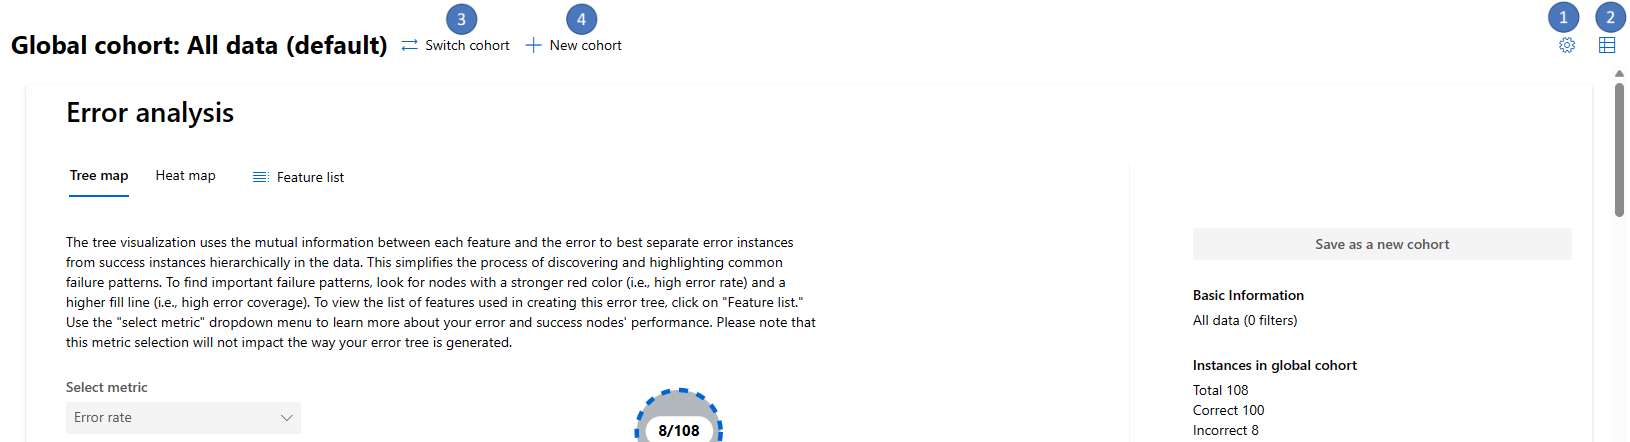 3
4
1
2
Global cohort: All data (default)
Switch cohort
New cohort
Error analysis
Tree map
Heat map
Feature list
The tree visualization uses the mutual information between each feature and the error to best separate error instances
from success instances hierarchically in the data. This simplifies the process of discovering and highlighting common
failure patterns. To find important failure patterns, look for nodes with a stronger red color (i.e., high error rate) and a
higher fill line (i.e., high error coverage). To view the list of features used in creating this error tree, click on "Feature list."
Use the "select metric" dropdown menu to learn more about your error and success nodes' performance. Please note that
this metric selection will not impact the way your error tree is generated.
Select metric
Error rate
8/108
Save as a new cohort
Basic Information
All data (0 filters)
Instances in global cohort
Total 108
Correct 100
Incorrect 8